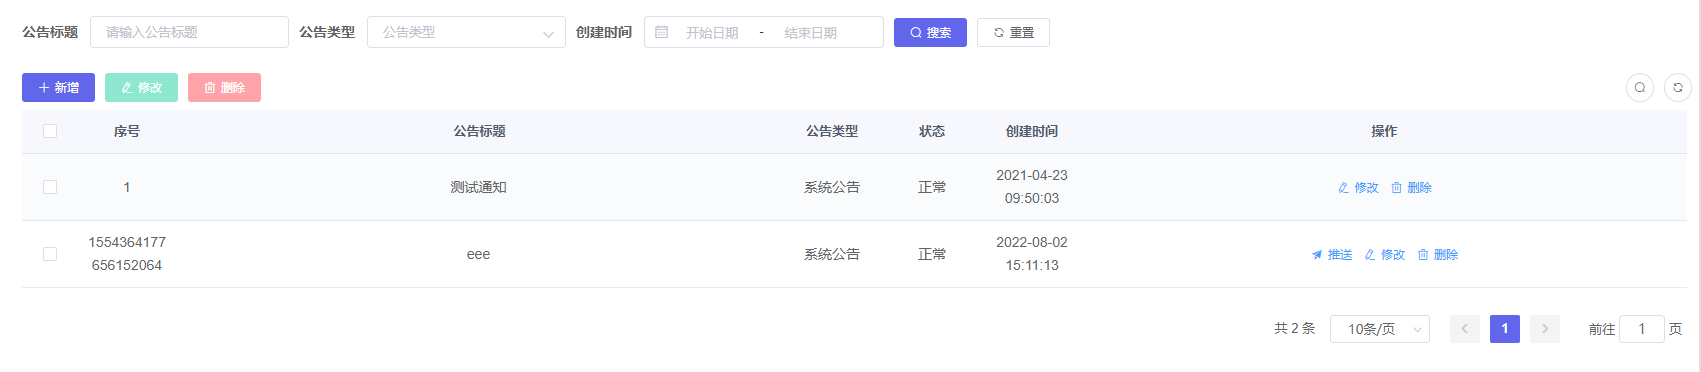 公告标题 请输入公告标题 公告类型 公告类型 创建时间 开始日期 - 结束日期 搜索 重置
新增 修改 删除
序号 公告标题 公告类型 状态 创建时间 操作
1 测试通知 系统公告 正常 2021-04-23 09:50:03 修改 删除
1554364177656152064 eee 系统公告 正常 2022-08-02 15:11:13 推送 修改 删除
共 2 条 10条/页 1 前往 1 页